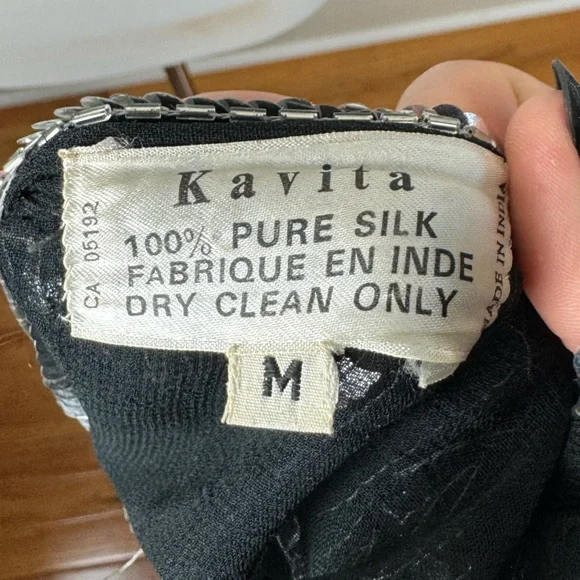 Kavita
100% PURE SILK
FABRIQUE EN INDE
DRY CLEAN ONLY
CA 05192
MADE IN INDIA
M